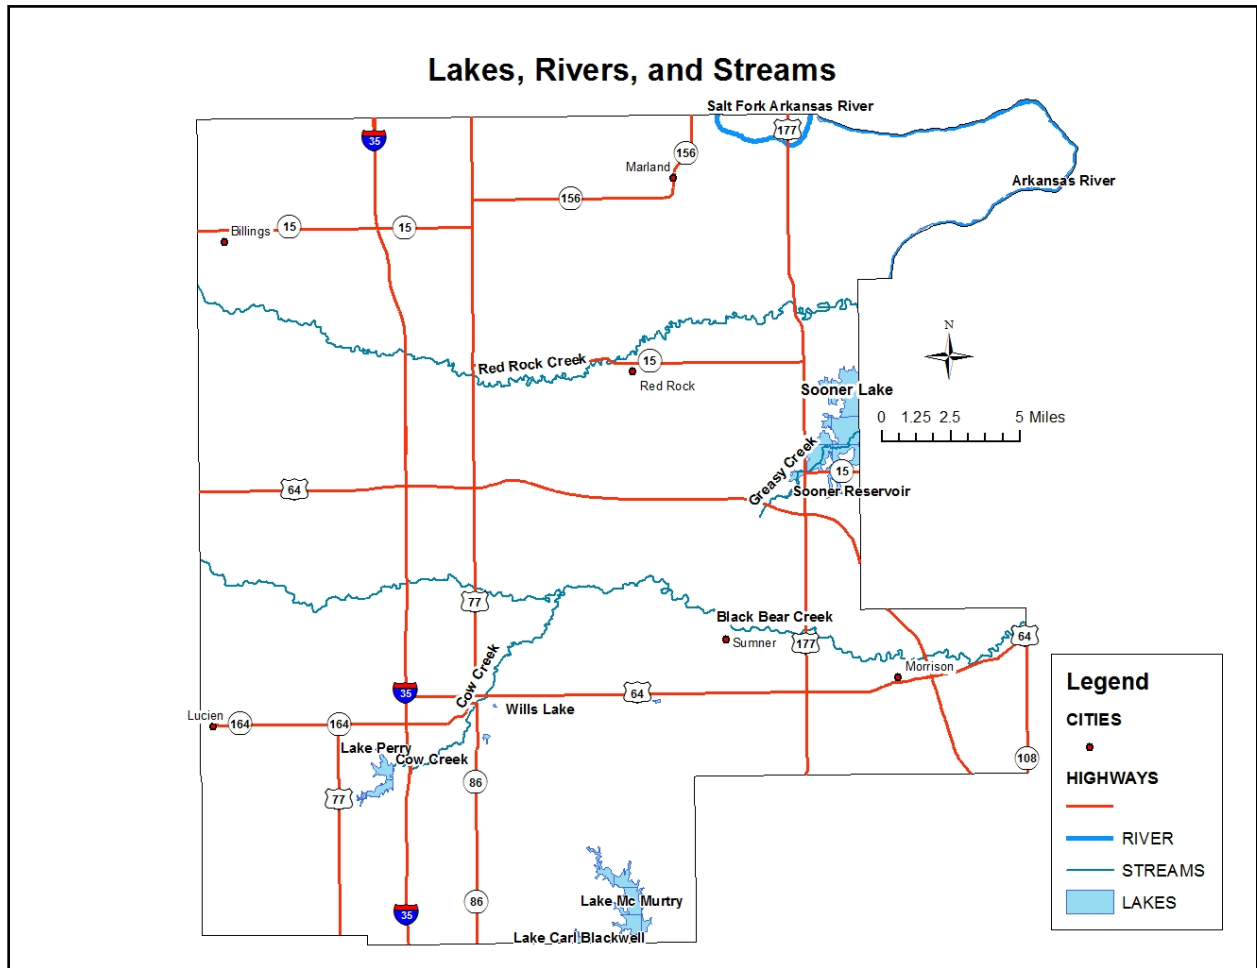 Lakes, Rivers, and Streams
Salt Fork Arkansas River
177
35
156
Marland
Arkansas River
156
15
15
Billings
N
Red Rock Creek
15
Red Rock
Sooner Lake
0 1.25 2.5 5 Miles
Greasy Creek
15
64
Sooner Reservoir
77
Black Bear Creek
177
Sumner
64
Morrison
Cow Creek
35
64
Wills Lake
Lucien
164
164
Lake Perry
Cow Creek
108
77
86
86
Lake Mc Murtry
35
Lake Carl Blackwell
Legend
CITIES
HIGHWAYS
RIVER
STREAMS
LAKES